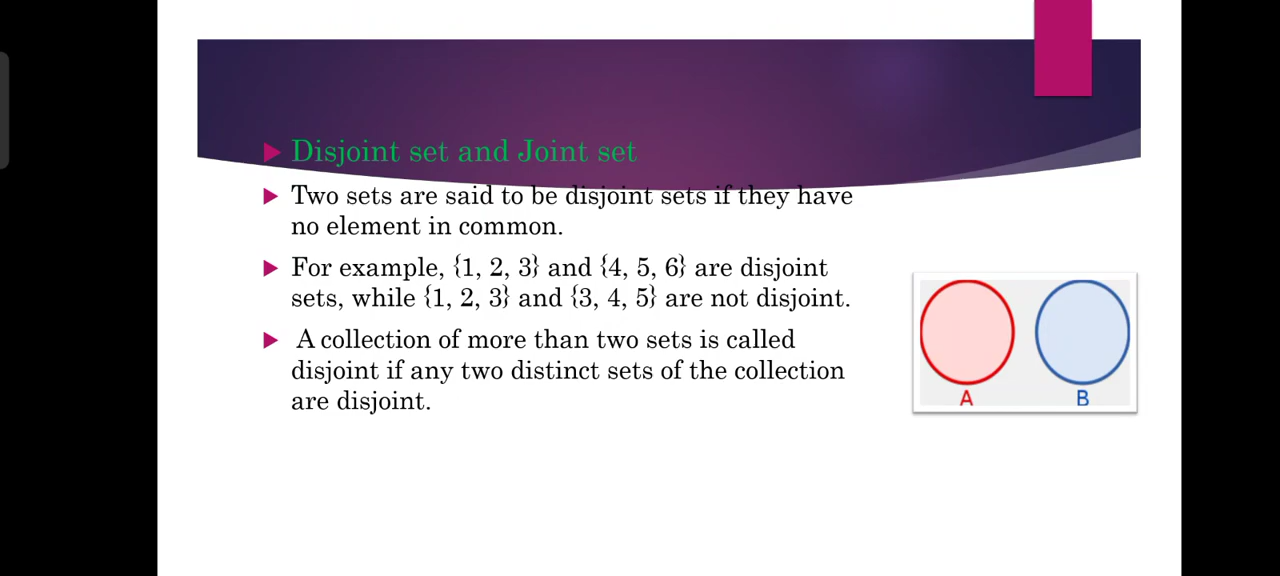 Disjoint set and Joint set
Two sets are said to be disjoint sets if they have
no element in common.
For example, {1, 2, 3} and {4, 5, 6} are disjoint
sets, while {1, 2, 3} and {3, 4, 5} are not disjoint.
A collection of more than two sets is called
disjoint if any two distinct sets of the collection
are disjoint.
A B